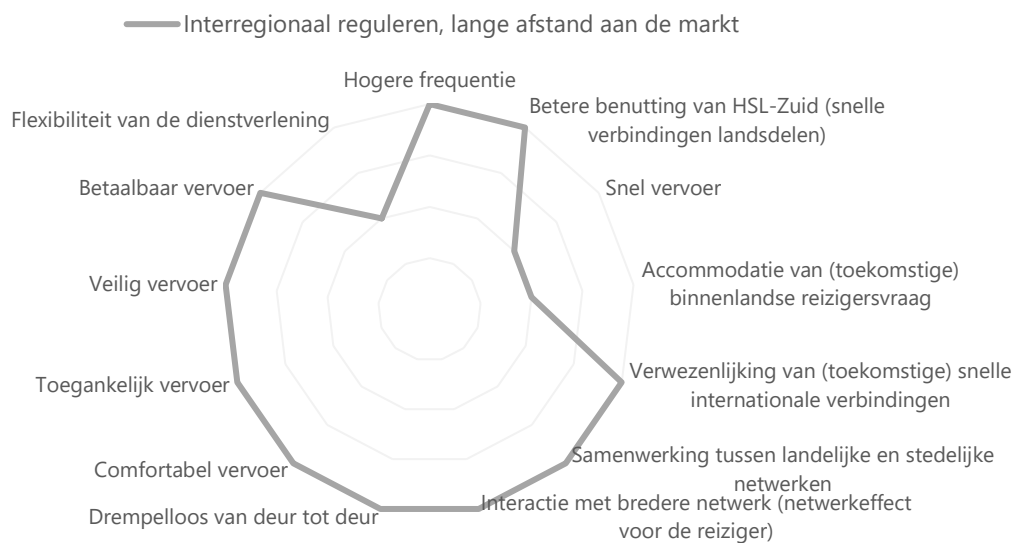 Interregionaal reguleren, lange afstand aan de markt
Hogere frequentie
Betere benutting van HSL-Zuid (snelle
verbindingen landsdelen)
Snel vervoer
Accommodatie van (toekomstige)
binnenlandse reizigersvraag
Verwezenlijking van (toekomstige) snelle
internationale verbindingen
Samenwerking tussen landelijke en stedelijke
netwerken
Interactie met bredere netwerk (netwerkeffect
voor de reiziger)
Drempelloos van deur tot deur
Comfortabel vervoer
Toegankelijk vervoer
Veilig vervoer
Betaalbaar vervoer
Flexibiliteit van de dienstverlening